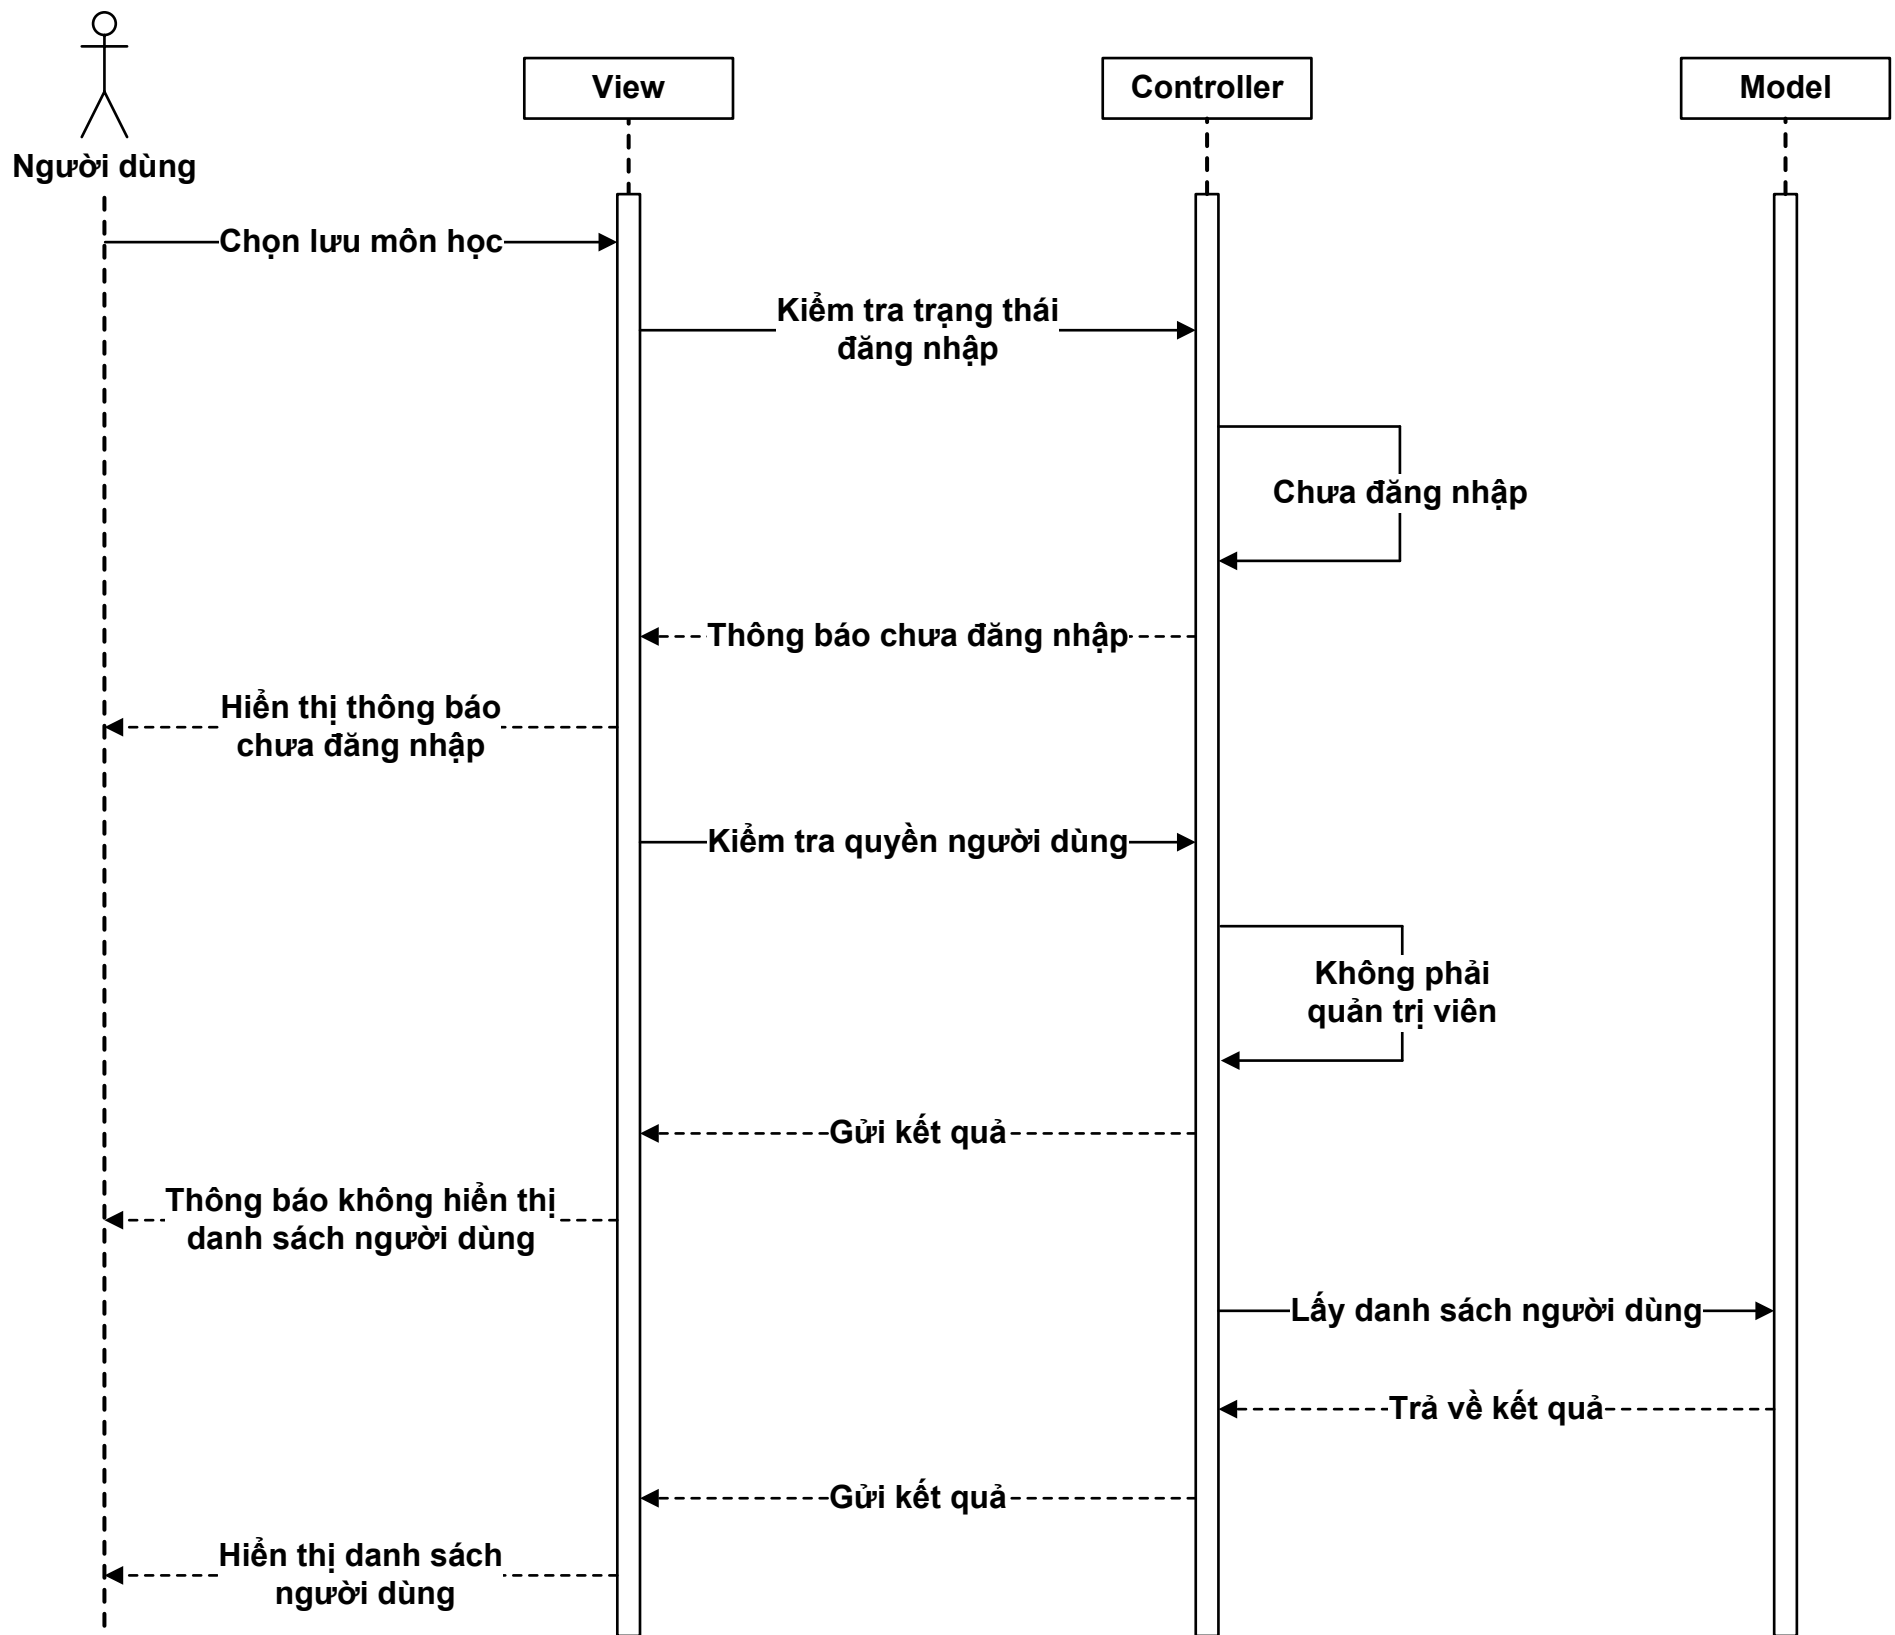 View
Controller
Model
Người dùng
Chọn lưu môn học
Kiểm tra trạng thái
đăng nhập
Chưa đăng nhập
Thông báo chưa đăng nhập
Hiển thị thông báo
chưa đăng nhập
Kiểm tra quyền người dùng
Không phải
quản trị viên
Gửi kết quả
Thông báo không hiển thị
danh sách người dùng
Lấy danh sách người dùng
Trả về kết quả
Gửi kết quả
Hiển thị danh sách
người dùng